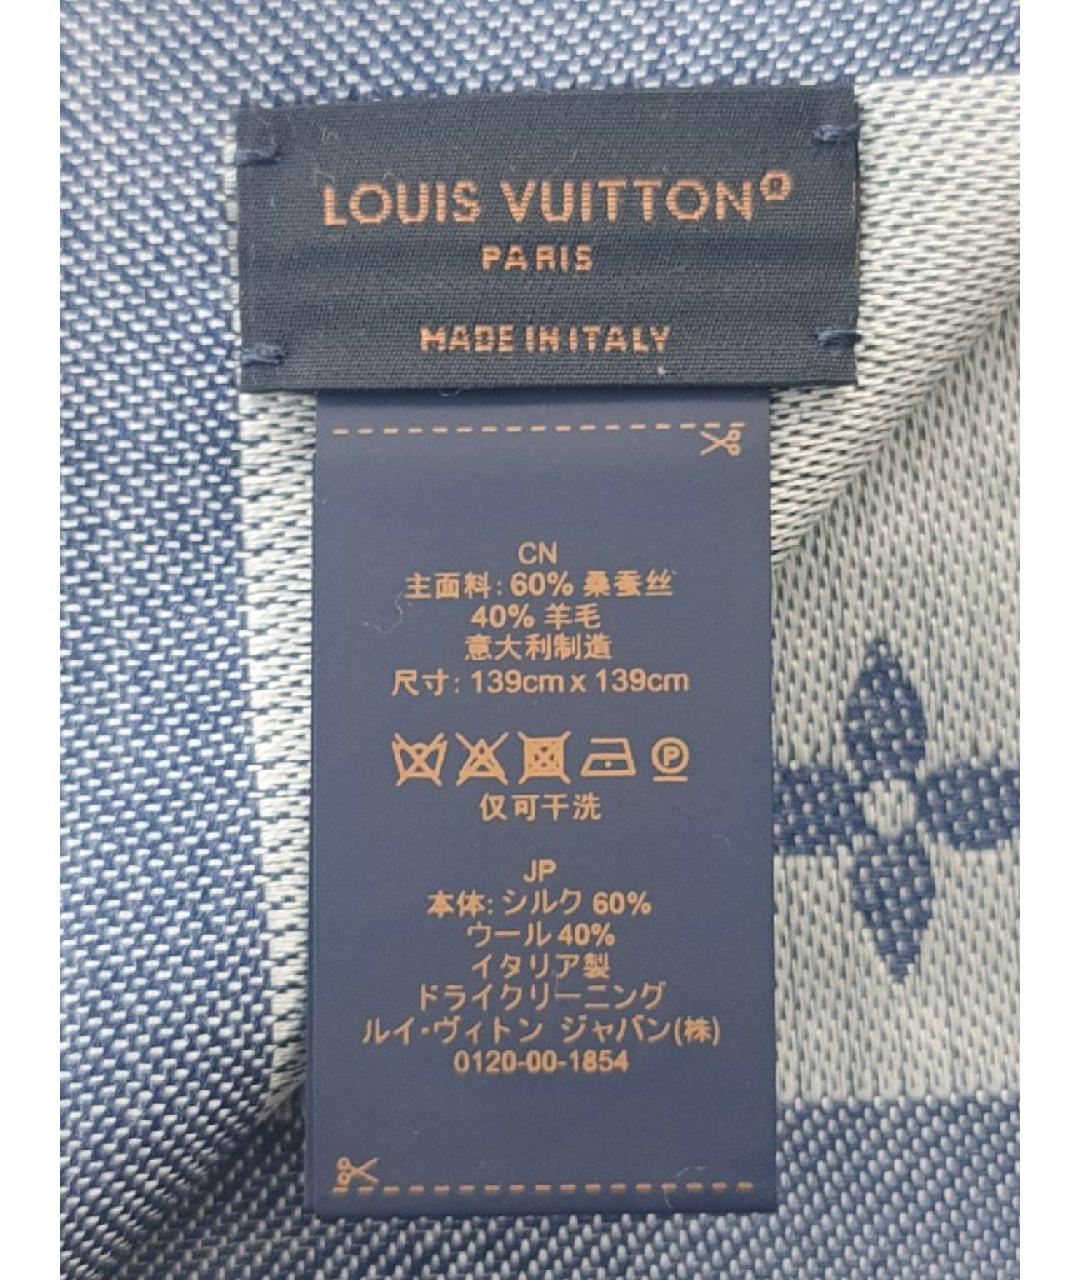 LOUIS VUITTON®
PARIS
MADE IN ITALY
CN
主面料: 60% 桑蚕丝
40% 羊毛
意大利制造
尺寸: 139cm x 139cm
P
仅可干洗
JP
本体: シルク 60%
ウール 40%
イタリア製
ドライクリーニング
ルイ・ヴィトン ジャパン(株)
0120-00-1854